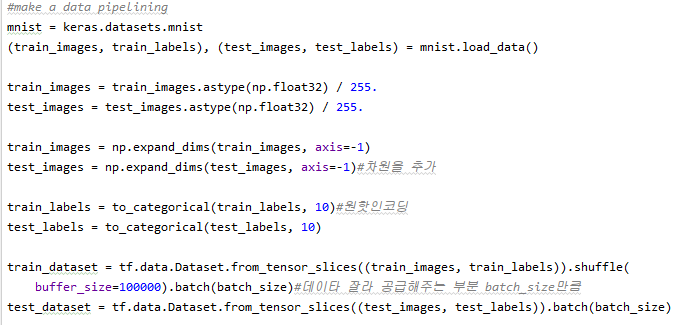 #make a data pipelining
mnist = keras.datasets.mnist
(train_images, train_labels), (test_images, test_labels) = mnist.load_data()
train_images = train_images.astype(np.float32) / 255.
test_images = test_images.astype(np.float32) / 255.
train_images = np.expand_dims(train_images, axis=-1)
test_images = np.expand_dims(test_images, axis=-1)#차원을 추가
train_labels = to_categorical(train_labels, 10)#원핫인코딩
test_labels = to_categorical(test_labels, 10)
train_dataset = tf.data.Dataset.from_tensor_slices((train_images, train_labels)).shuffle(
buffer_size=100000).batch(batch_size)#데이타 잘라 공급해주는 부분 batch_size만큼
test_dataset = tf.data.Dataset.from_tensor_slices((test_images, test_labels)).batch(batch_size)